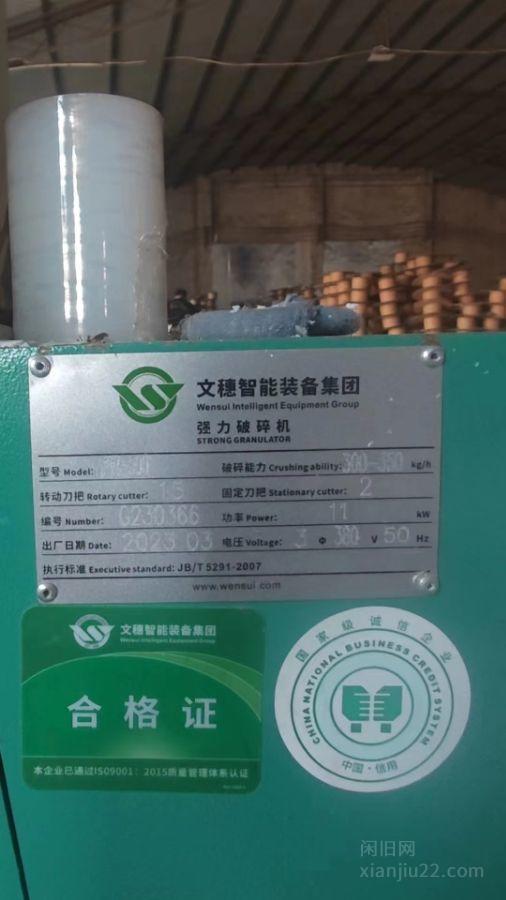 文穗智能装备集团
Wensui Intelligent Equipment Group
强力破碎机
STRONG GRANULATOR
型号 Model: 破碎能力 Crushing ability: 300-350 kg/h
转动刀把 Rotary cutter: 15 固定刀把 Stationary cutter: 2
编号 Number: G230366 功率 Power: 11 kW
出厂日期 Date: 2023.03 电压 Voltage: 3 Φ 380 V 50 Hz
执行标准 Executive standard: JB/T 5291-2007
www.wensui.com
文穗智能装备集团
Wensui Intelligent Equipment Group
合格证
本企业已通过ISO9001：2015质量管理体系认证
国家级诚信企业
CHINA NATIONAL BUSINESS CREDIT SYSTEM
中国·信用
闲旧网
xianjiu22.com